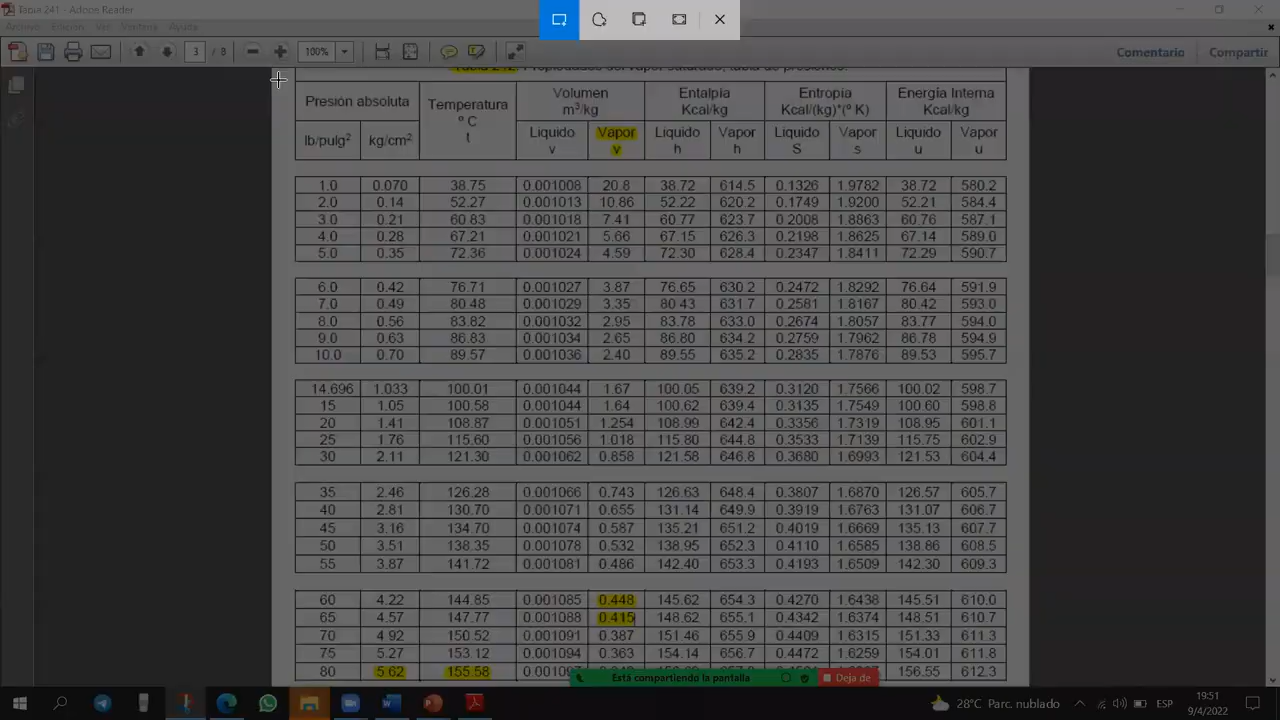 Tabla 241 - Adobe Reader
Archivo Edición Ver Ventana Ayuda
3 / 8 100% Comentario Compartir
Propiedades del vapor saturado, tabla de presiones.
Presión absoluta Temperatura º C t Volumen m³/kg Entalpía Kcal/kg Entropía Kcal/(kg)*(º K) Energía Interna Kcal/kg
lb/pulg² kg/cm² Liquido v Vapor v Liquido h Vapor h Liquido S Vapor s Liquido u Vapor u
1.0 0.070 38.75 0.001008 20.8 38.72 614.5 0.1326 1.9782 38.72 580.2
2.0 0.14 52.27 0.001013 10.86 52.22 620.2 0.1749 1.9200 52.21 584.4
3.0 0.21 60.83 0.001018 7.41 60.77 623.7 0.2008 1.8863 60.76 587.1
4.0 0.28 67.21 0.001021 5.66 67.15 626.3 0.2198 1.8625 67.14 589.0
5.0 0.35 72.36 0.001024 4.59 72.30 628.4 0.2347 1.8411 72.29 590.7
6.0 0.42 76.71 0.001027 3.87 76.65 630.2 0.2472 1.8292 76.64 591.9
7.0 0.49 80.48 0.001029 3.35 80.43 631.7 0.2581 1.8167 80.42 593.0
8.0 0.56 83.82 0.001032 2.95 83.78 633.0 0.2674 1.8057 83.77 594.0
9.0 0.63 86.83 0.001034 2.65 86.80 634.2 0.2759 1.7962 86.78 594.9
10.0 0.70 89.57 0.001036 2.40 89.55 635.2 0.2835 1.7876 89.53 595.7
14.696 1.033 100.01 0.001044 1.67 100.05 639.2 0.3120 1.7566 100.02 598.7
15 1.05 100.58 0.001044 1.64 100.62 639.4 0.3135 1.7549 100.60 598.8
20 1.41 108.87 0.001051 1.254 108.99 642.4 0.3356 1.7319 108.95 601.1
25 1.76 115.60 0.001056 1.018 115.80 644.8 0.3533 1.7139 115.75 602.9
30 2.11 121.30 0.001062 0.858 121.58 646.8 0.3680 1.6993 121.53 604.4
35 2.46 126.28 0.001066 0.743 126.63 648.4 0.3807 1.6870 126.57 605.7
40 2.81 130.70 0.001071 0.655 131.14 649.9 0.3919 1.6763 131.07 606.7
45 3.16 134.70 0.001074 0.587 135.21 651.2 0.4019 1.6669 135.13 607.7
50 3.51 138.35 0.001078 0.532 138.95 652.3 0.4110 1.6585 138.86 608.5
55 3.87 141.72 0.001081 0.486 142.40 653.3 0.4193 1.6509 142.30 609.3
60 4.22 144.85 0.001085 0.448 145.62 654.3 0.4270 1.6438 145.51 610.0
65 4.57 147.77 0.001088 0.415 148.62 655.1 0.4342 1.6374 148.51 610.7
70 4.92 150.52 0.001091 0.387 151.46 655.9 0.4409 1.6315 151.33 611.3
75 5.27 153.12 0.001094 0.363 154.14 656.7 0.4472 1.6259 154.01 611.8
80 5.62 155.58 156.55 612.3
Está compartiendo la pantalla Deja de
28°C Parc. nublado ESP 19:51
9/4/2022